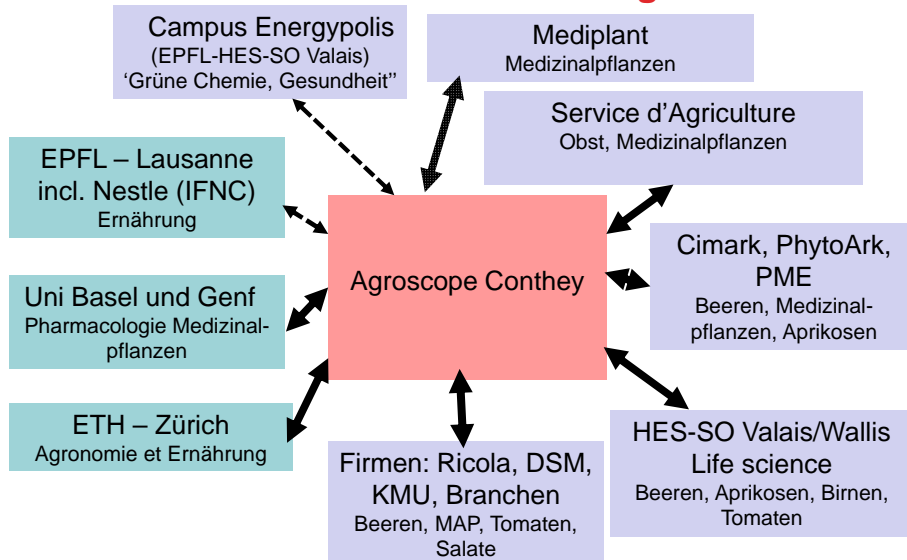 Campus Energypolis
(EPFL-HES-SO Valais)
‘Grüne Chemie, Gesundheit’’
Mediplant
Medizinalpflanzen
Service d’Agriculture
Obst, Medizinalpflanzen
EPFL – Lausanne
incl. Nestle (IFNC)
Ernährung
Agroscope Conthey
Cimark, PhytoArk,
PME
Beeren, Medizinal-
pflanzen, Aprikosen
Uni Basel und Genf
Pharmacologie Medizinal-
pflanzen
ETH – Zürich
Agronomie et Ernährung
Firmen: Ricola, DSM,
KMU, Branchen
Beeren, MAP, Tomaten,
Salate
HES-SO Valais/Wallis
Life science
Beeren, Aprikosen, Birnen,
Tomaten